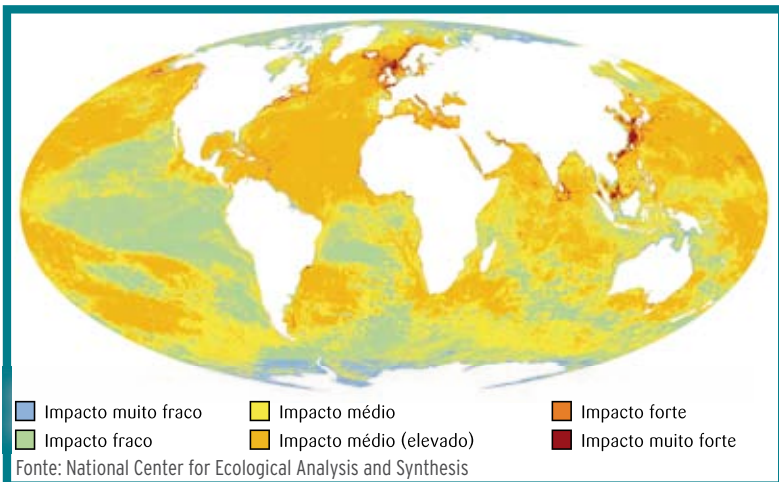 Impacto muito fraco
Impacto médio
Impacto forte
Impacto fraco
Impacto médio (elevado)
Impacto muito forte
Fonte: National Center for Ecological Analysis and Synthesis